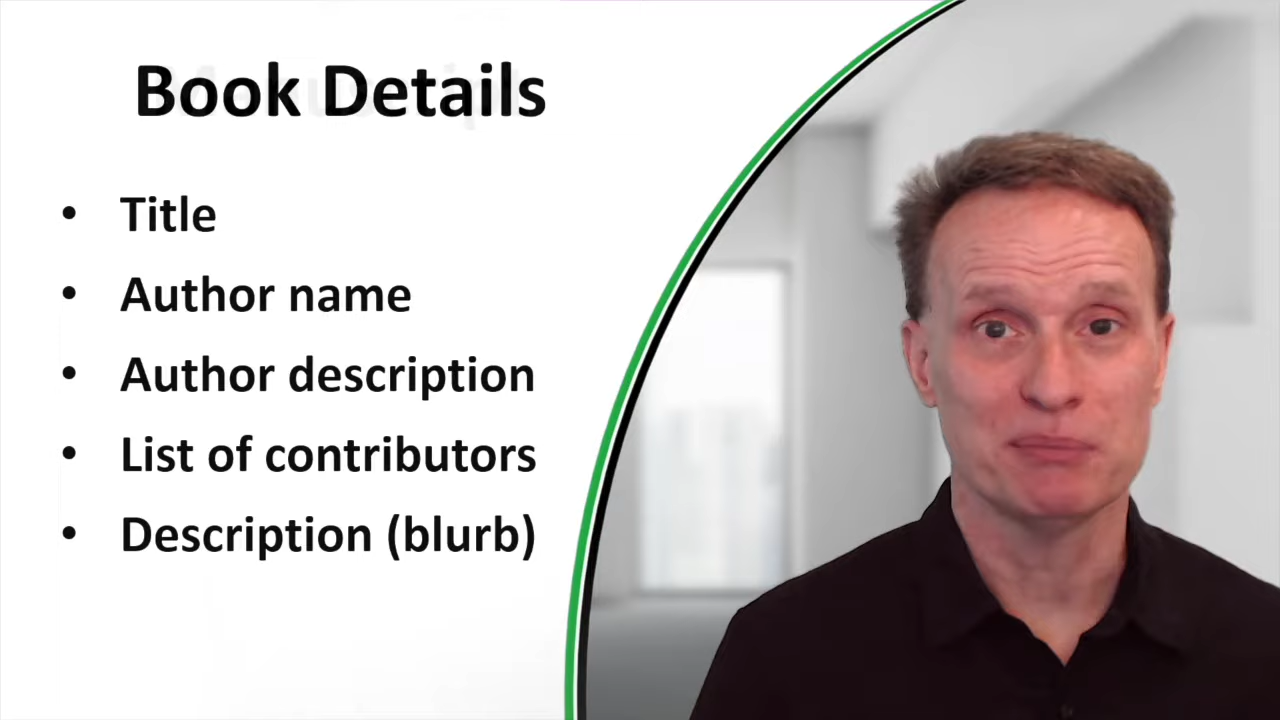 Book Details
• Title
• Author name
• Author description
• List of contributors
• Description (blurb)